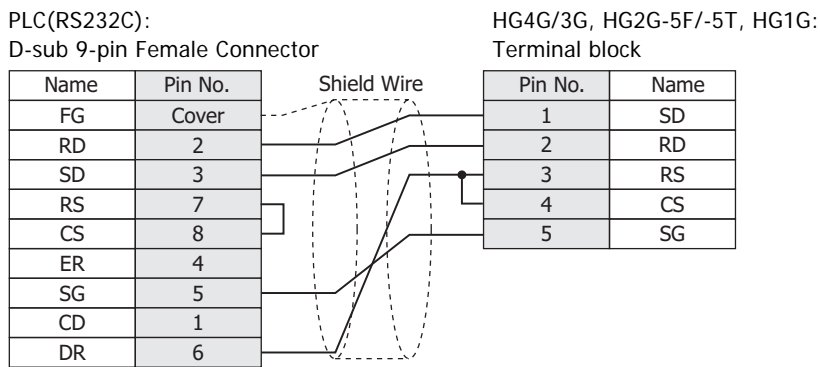 PLC(RS232C):
D-sub 9-pin Female Connector
HG4G/3G, HG2G-5F/-5T, HG1G:
Terminal block
Name Pin No. Shield Wire Pin No. Name
FG Cover 1 SD
RD 2 2 RD
SD 3 3 RS
RS 7 4 CS
CS 8 5 SG
ER 4
SG 5
CD 1
DR 6